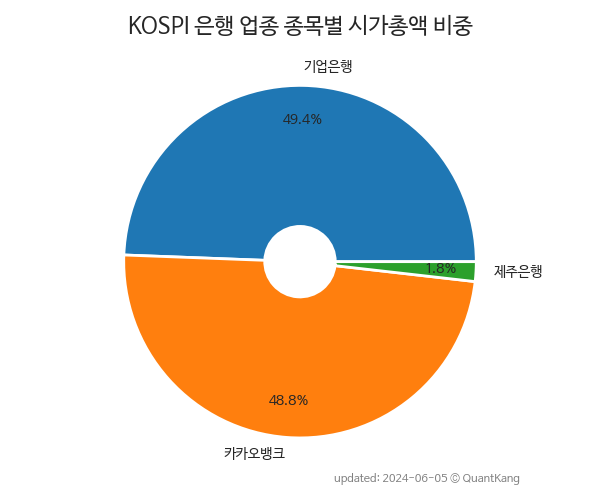 KOSPI 은행 업종 종목별 시가총액 비중
기업은행
49.4%
1.8%
제주은행
48.8%
카카오뱅크
updated: 2024-06-05 © QuantKang